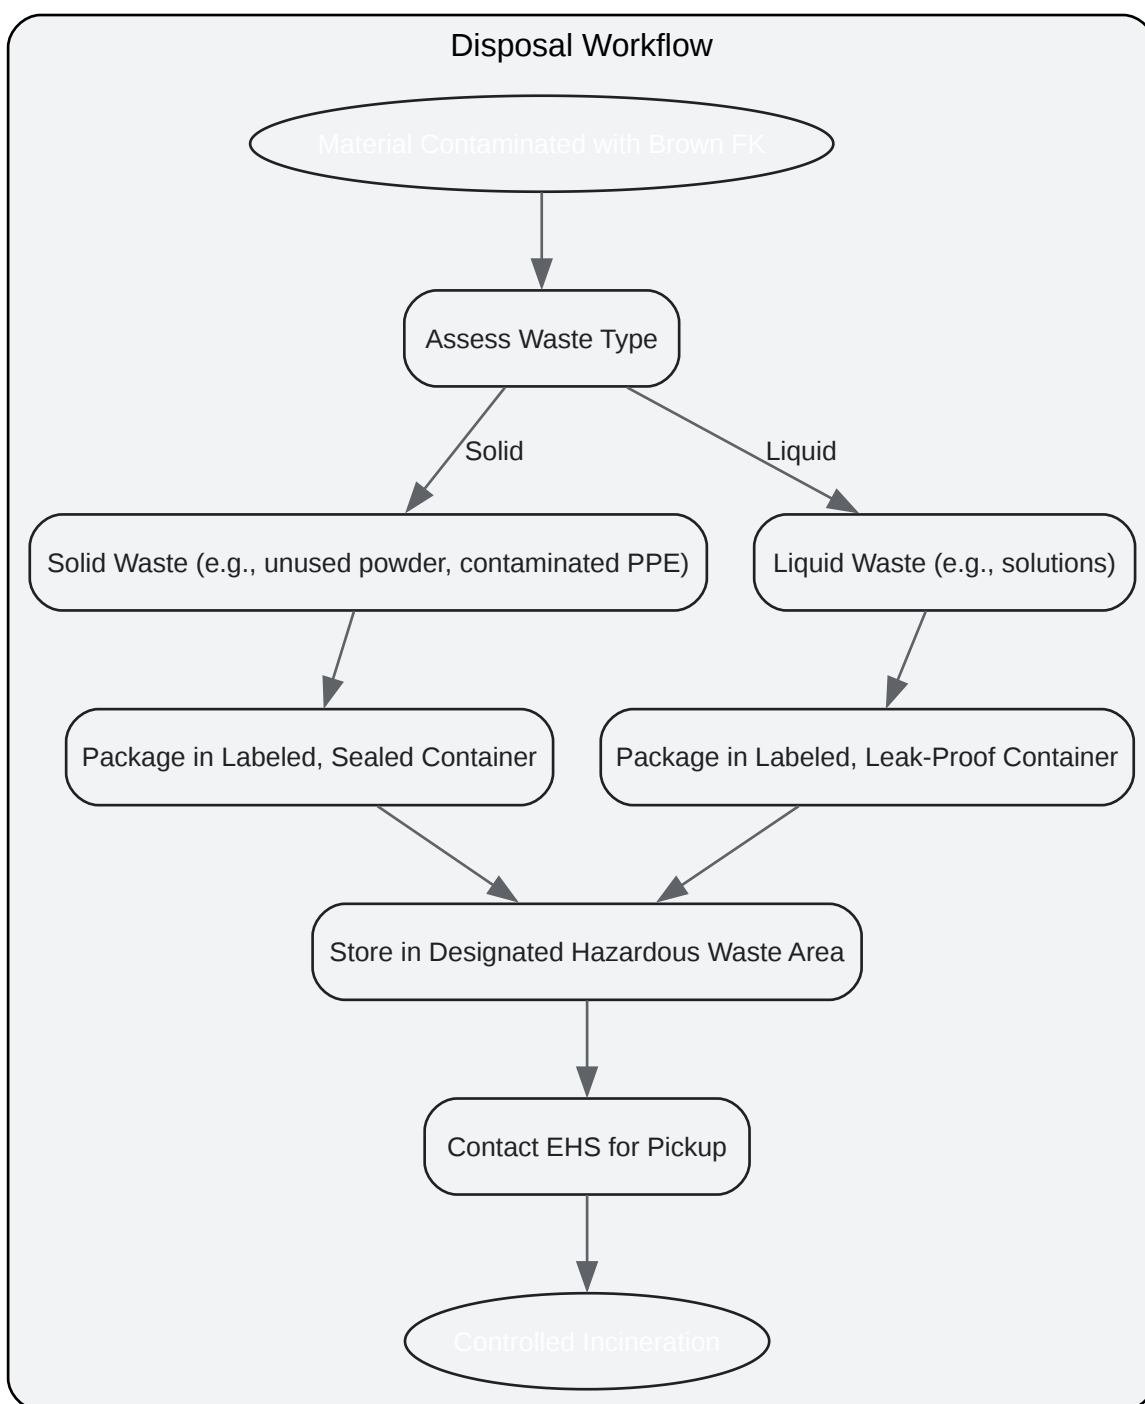 Disposal Workflow
Material Contaminated with Brown FK
Assess Waste Type
Solid
Liquid
Solid Waste (e.g., unused powder, contaminated PPE)
Liquid Waste (e.g., solutions)
Package in Labeled, Sealed Container
Package in Labeled, Leak-Proof Container
Store in Designated Hazardous Waste Area
Contact EHS for Pickup
Controlled Incineration